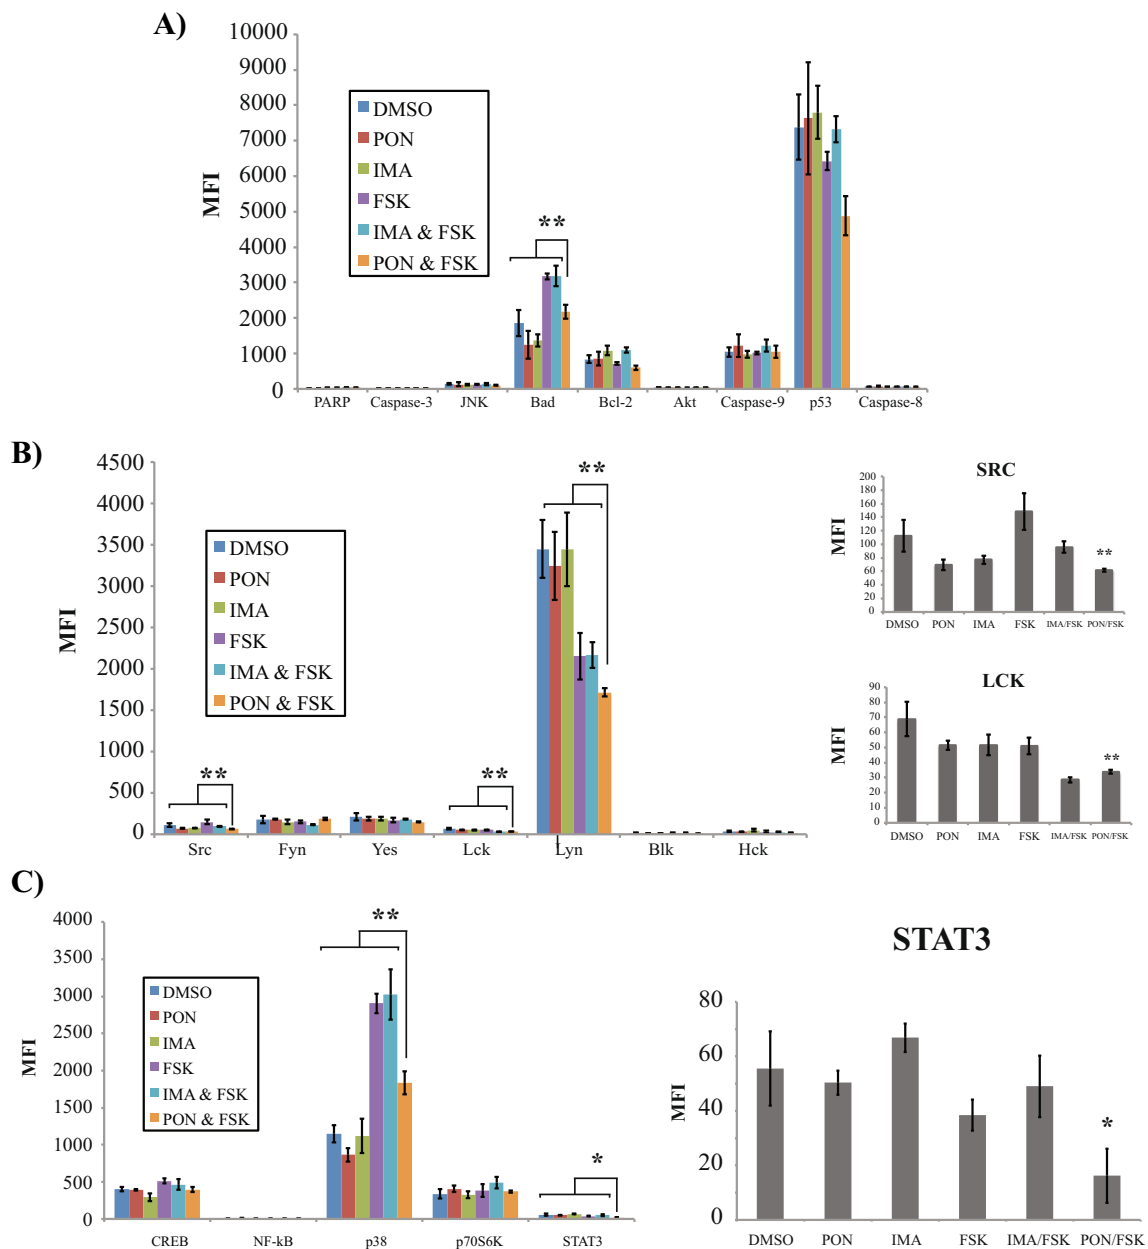 A)
10000
9000
8000
7000
6000
5000
4000
3000
2000
1000
0
MFI
DMSO
PON
IMA
FSK
IMA & FSK
PON & FSK
**
PARP Caspase-3 JNK Bad Bcl-2 Akt Caspase-9 p53 Caspase-8
B)
4500
4000
3500
3000
2500
2000
1500
1000
500
0
MFI
DMSO
PON
IMA
FSK
IMA & FSK
PON & FSK
**
**
**
Src Fyn Yes Lck Lyn Blk Hck
SRC
200
180
160
140
120
100
80
60
40
20
0
MFI
**
DMSO PON IMA FSK IMA/FSK PON/FSK
LCK
90
80
70
60
50
40
30
20
10
0
MFI
**
DMSO PON IMA FSK IMA/FSK PON/FSK
C)
4000
3500
3000
2500
2000
1500
1000
500
0
MFI
DMSO
PON
IMA
FSK
IMA & FSK
PON & FSK
**
*
CREB NF-kB p38 p70S6K STAT3
STAT3
80
60
40
20
0
MFI
*
DMSO PON IMA FSK IMA/FSK PON/FSK